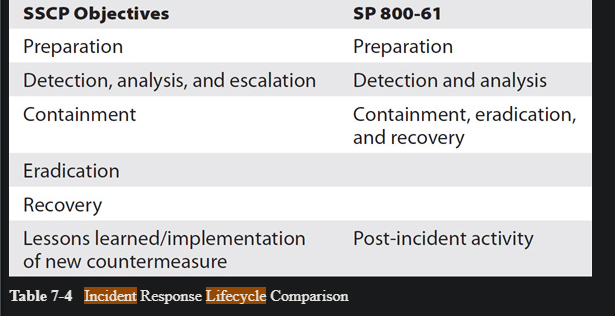 SSCP Objectives SP 800-61
Preparation Preparation
Detection, analysis, and escalation Detection and analysis
Containment Containment, eradication,
and recovery
Eradication
Recovery
Lessons learned/implementation Post-incident activity
of new countermeasure
Table 7-4 Incident Response Lifecycle Comparison